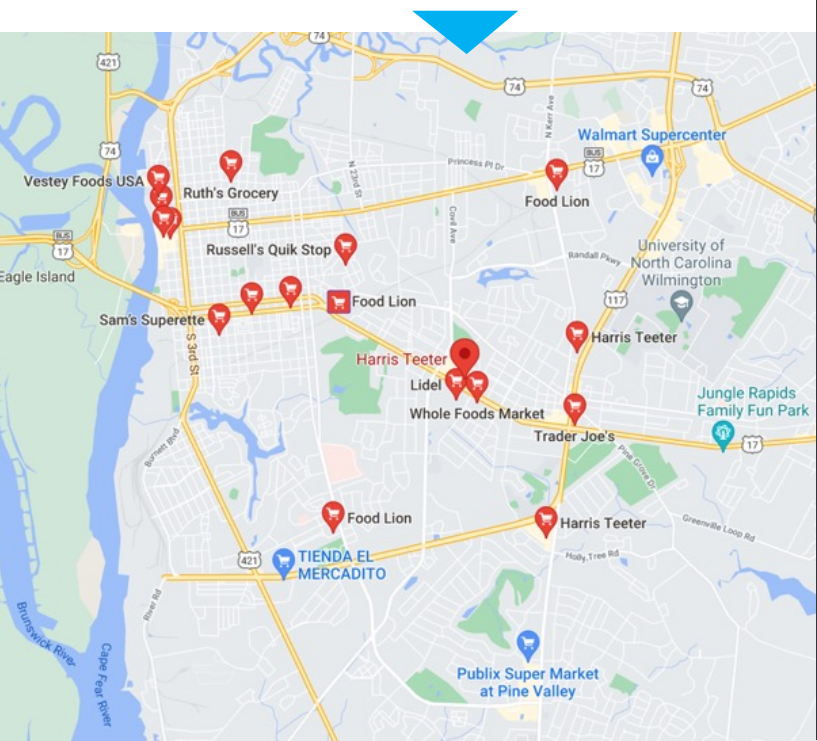 74
421
74
74
N Kerr Ave
Walmart Supercenter
74
Princess Pl Dr
BUS
17
Vestey Foods USA
Ruth's Grocery
N 23rd St
Food Lion
BUS
17
Covil Ave
BUS
17
Russell's Quik Stop
Randall Pkwy
University of
North Carolina
Wilmington
Eagle Island
117
Food Lion
Sam's Superette
S 3rd St
Harris Teeter
Harris Teeter
Lidel
Whole Foods Market
Jungle Rapids
Family Fun Park
Trader Joe's
17
Burnett Blvd
Pine Grove Dr
Food Lion
Harris Teeter
Greenville Loop Rd
421
TIENDA EL
MERCADITO
Holly Tree Rd
River Rd
Brunswick River
Cape Fear River
Publix Super Market
at Pine Valley